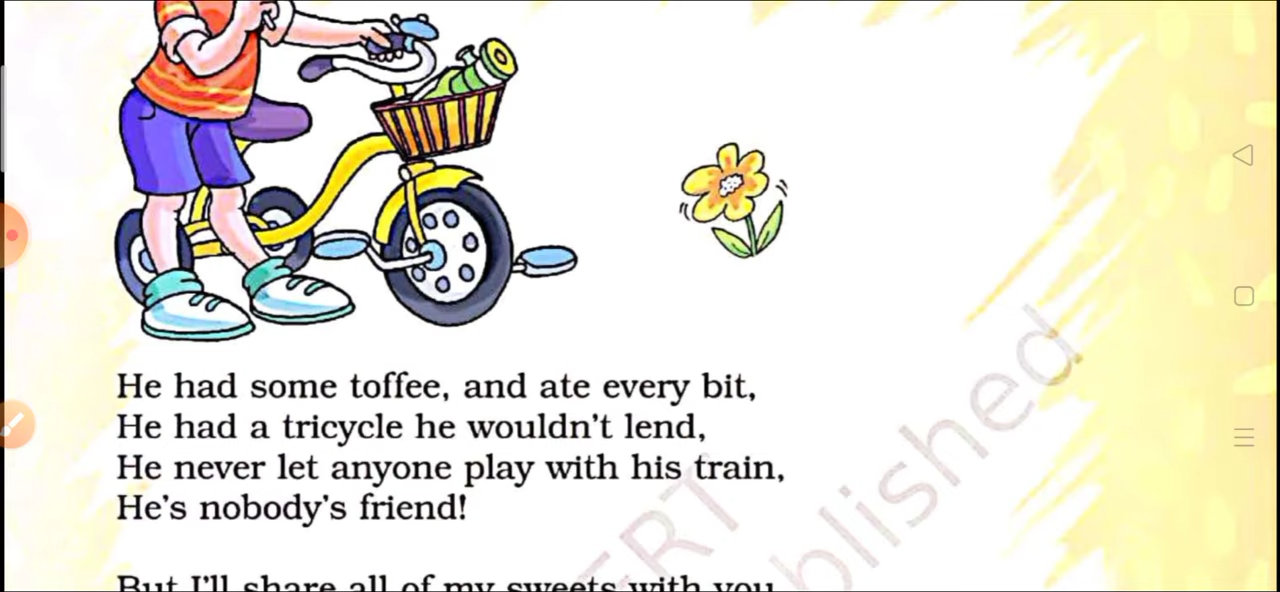 He had some toffee, and ate every bit,
He had a tricycle he wouldn't lend,
He never let anyone play with his train,
He's nobody's friend!
But I'll share all of my sweets with you